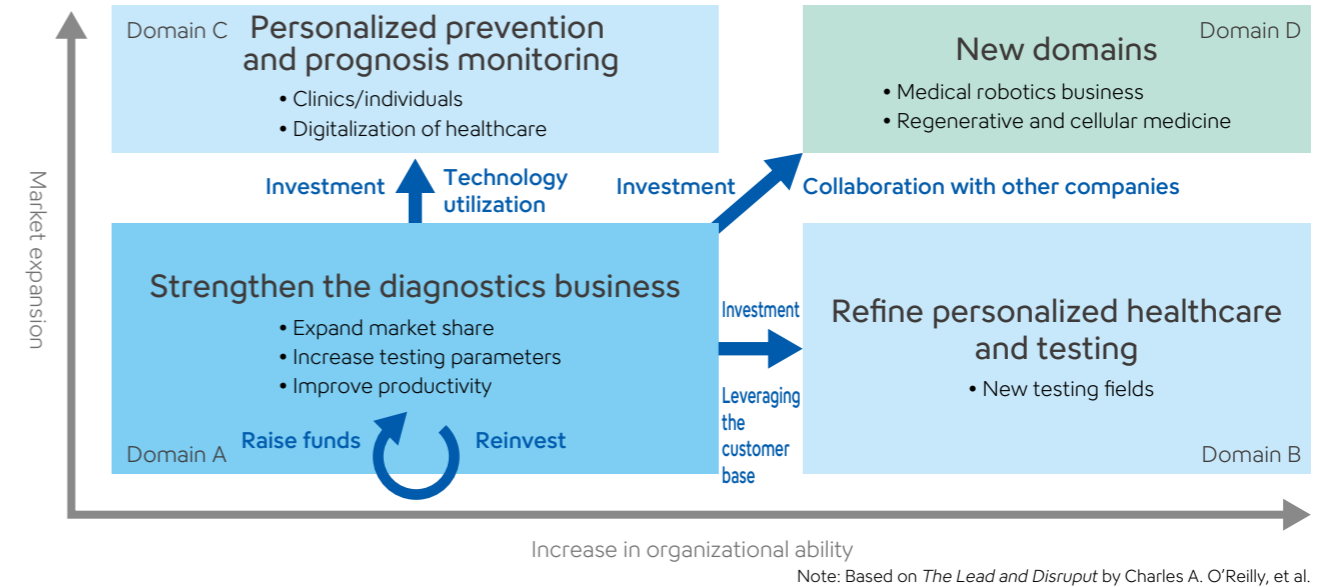 Domain C
Personalized prevention
and prognosis monitoring
• Clinics/individuals
• Digitalization of healthcare
Domain D
New domains
• Medical robotics business
• Regenerative and cellular medicine
Investment
Technology
utilization
Investment
Collaboration with other companies
Market expansion
Strengthen the diagnostics business
• Expand market share
• Increase testing parameters
• Improve productivity
Raise funds
Reinvest
Domain A
Investment
Leveraging
the
customer
base
Refine personalized healthcare
and testing
• New testing fields
Domain B
Increase in organizational ability
Note: Based on The Lead and Disruput by Charles A. O’Reilly, et al.